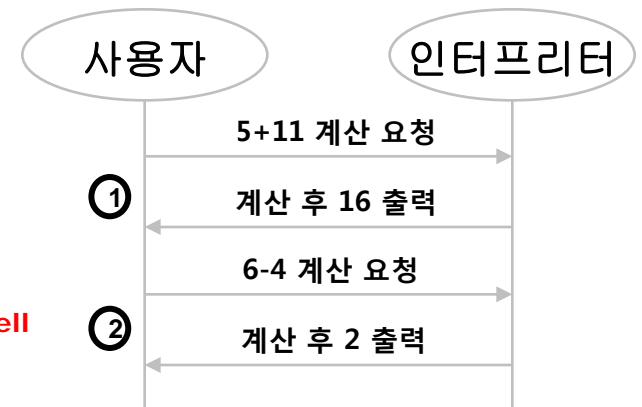 사용자
인터프리터
5+11 계산 요청
1
계산 후 16 출력
6-4 계산 요청
ell
2
계산 후 2 출력